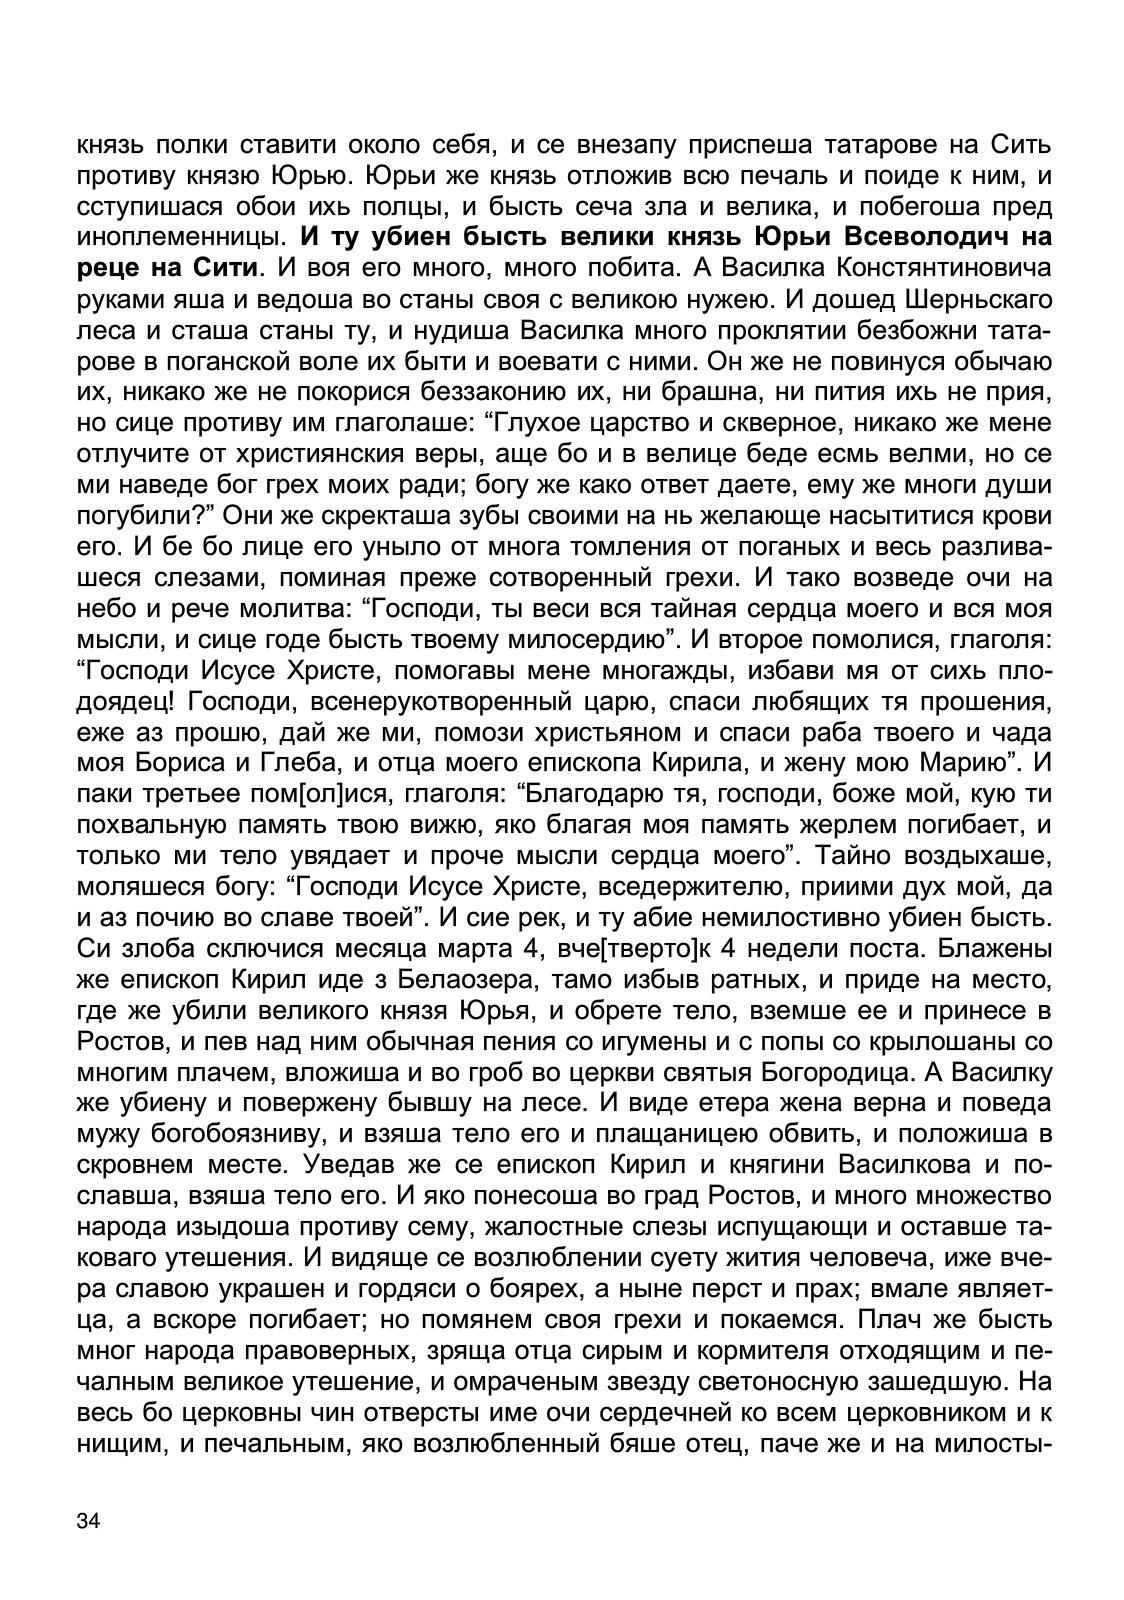 князь полки ставити около себя, и се внезапу приспеша татарове на Сить
противу князю Юрью. Юрьи же князь отложив всю печаль и поиде к ним, и
сступишася обои ихь полцы, и бысть сеча зла и велика, и побегоша пред
иноплеменницы. И ту убиен бысть велики князь Юрьи Всеволодич на
реце на Сити. И воя его много, много побита. А Василка Констянтиновича
руками яша и ведоша во станы своя с великою нужею. И дошед Шерньскаго
леса и сташа станы ту, и нудиша Василка много проклятии безбожни тата-
рове в поганской воле их быти и воевати с ними. Он же не повинуся обычаю
их, никако же не покорися беззаконию их, ни брашна, ни пития ихь не прия,
но сице противу им глаголаше: “Глухое царство и скверное, никако же мене
отлучите от християнския веры, аще бо и в велице беде есмь велми, но се
ми наведе бог грех моих ради; богу же како ответ даете, ему же многи души
погубили?” Они же скректаша зубы своими на нь желающе насытитися крови
его. И бе бо лице его уныло от многа томления от поганых и весь разлива-
шеся слезами, поминая преже сотворенный грехи. И тако возведе очи на
небо и рече молитва: “Господи, ты веси вся тайная сердца моего и вся моя
мысли, и сице годе бысть твоему милосердию”. И второе помолися, глаголя:
“Господи Исусе Христе, помогавы мене многажды, избави мя от сихь пло-
доядец! Господи, всенерукотворенный царю, спаси любящих тя прошения,
еже аз прошю, дай же ми, помози христьяном и спаси раба твоего и чада
моя Бориса и Глеба, и отца моего епископа Кирила, и жену мою Марию”. И
паки третьее пом[ол]ися, глаголя: “Благодарю тя, господи, боже мой, кую ти
похвальную память твою вижю, яко благая моя память жерлем погибает, и
только ми тело увядает и проче мысли сердца моего”. Тайно воздыхаше,
моляшеся богу: “Господи Исусе Христе, вседержителю, приими дух мой, да
и аз почию во славе твоей”. И сие рек, и ту абие немилостивно убиен бысть.
Си злоба сключися месяца марта 4, вче[тверто]к 4 недели поста. Блажены
же епископ Кирил иде з Белаозера, тамо избыв ратных, и приде на место,
где же убили великого князя Юрья, и обрете тело, вземше ее и принесе в
Ростов, и пев над ним обычная пения со игумены и с попы со крылошаны со
многим плачем, вложиша и во гроб во церкви святыя Богородица. А Василку
же убиену и повержену бывшу на лесе. И виде етера жена верна и поведа
мужу богобоязниву, и взяша тело его и плащаницею обвить, и положиша в
скровнем месте. Уведав же се епископ Кирил и княгини Василкова и по-
славша, взяша тело его. И яко понесоша во град Ростов, и много множество
народа изыдоша противу сему, жалостные слезы испущающи и оставше та-
коваго утешения. И видяще се возлюблении суету жития человеча, иже вче-
ра славою украшен и гордяси о боярех, а ныне перст и прах; вмале являет-
ца, а вскоре погибает; но помянем своя грехи и покаемся. Плач же бысть
мног народа правоверных, зряща отца сирым и кормителя отходящим и пе-
чалным великое утешение, и омраченым звезду светоносную зашедшую. На
весь бо церковны чин отверсты име очи сердечней ко всем церковником и к
нищим, и печальным, яко возлюбленный бяше отец, паче же и на милосты-
34